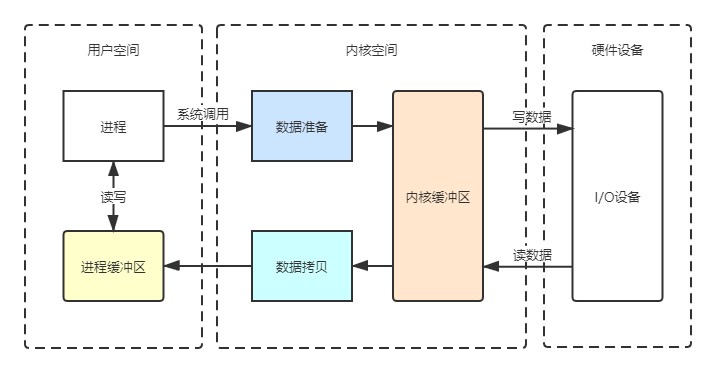 用户空间
内核空间
硬件设备
进程
系统调用
数据准备
写数据
读写
内核缓冲区
I/O设备
进程缓冲区
数据拷贝
读数据